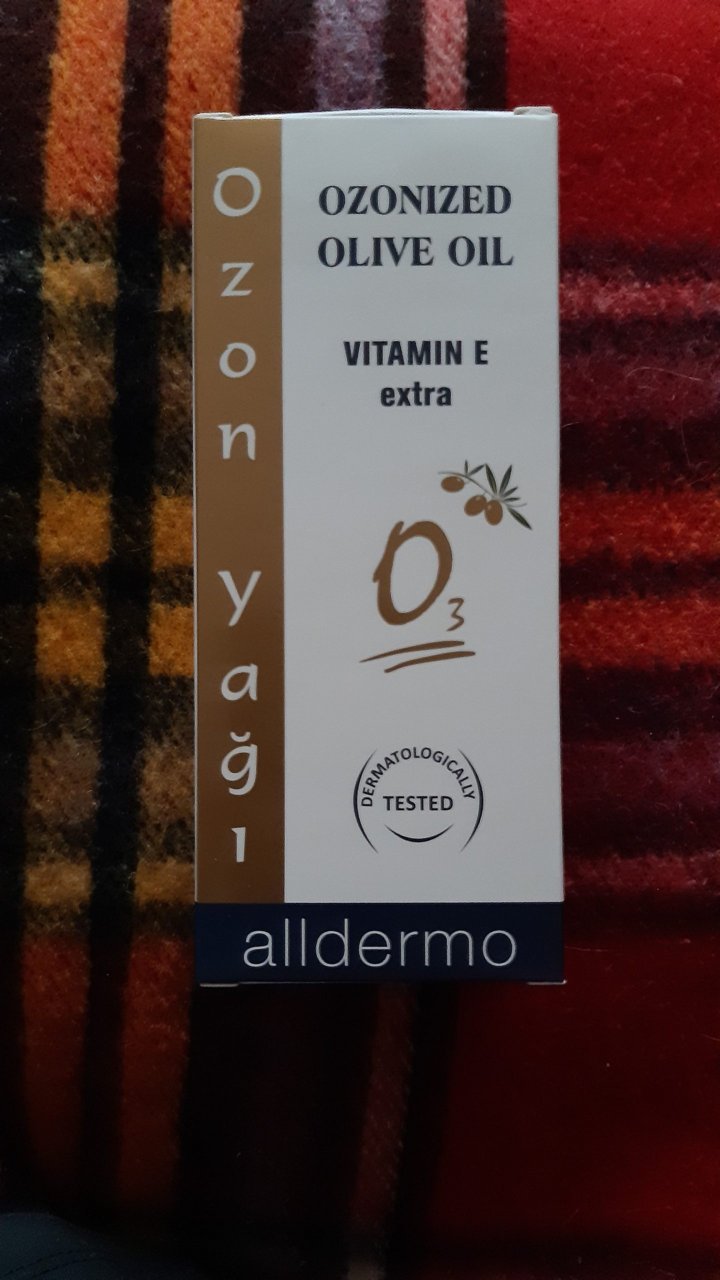 Ozon yağı
OZONIZED
OLIVE OIL
VITAMIN E
extra
O3
DERMATOLOGICALLY
TESTED
alldermo